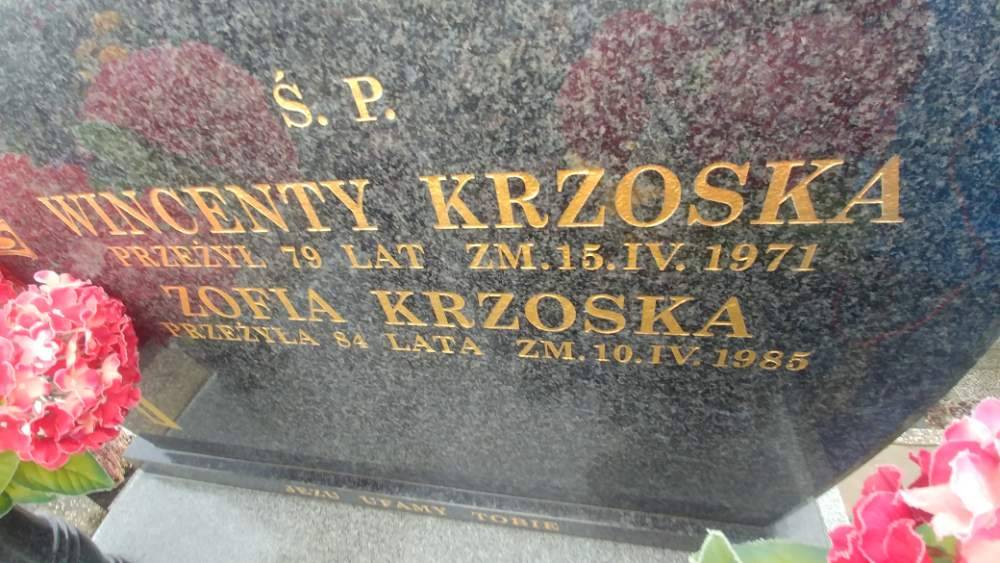 Ś. P.
WINCENTY KRZOSKA
PRZEŻYŁ 79 LAT ZM. 15. IV. 1971
ZOFIA KRZOSKA
PRZEŻYŁA 84 LATA ZM. 10. IV. 1985
JEZU UFAMY TOBIE